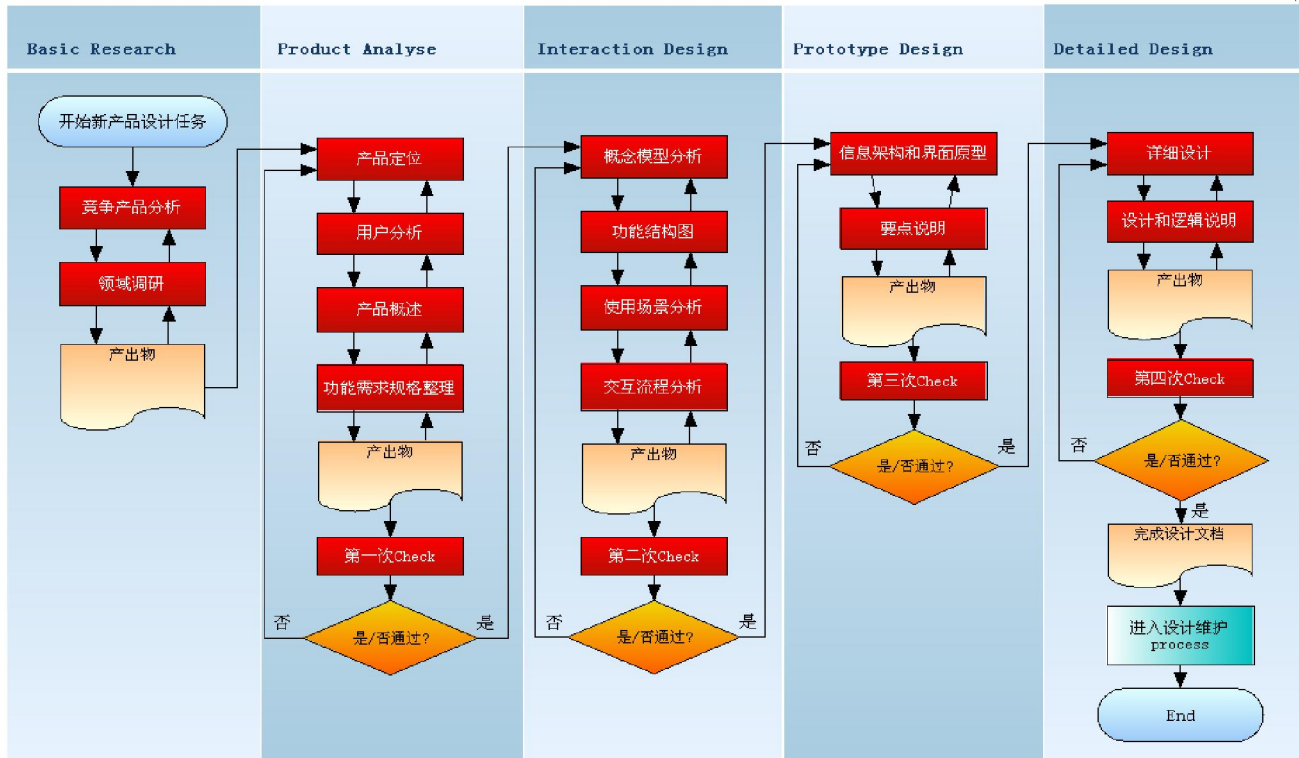 Basic Research
Product Analyse
Interaction Design
Prototype Design
Detailed Design
开始新产品设计任务
竞争产品分析
领域调研
产出物
产品定位
用户分析
产品概述
功能需求规格整理
产出物
第一次Check
是/否通过?
否
是
概念模型分析
功能结构图
使用场景分析
交互流程分析
产出物
第二次Check
是/否通过?
否
是
信息架构和界面原型
要点说明
产出物
第三次Check
是/否通过?
否
是
详细设计
设计和逻辑说明
产出物
第四次Check
是/否通过?
否
是
完成设计文档
进入设计维护
process
End